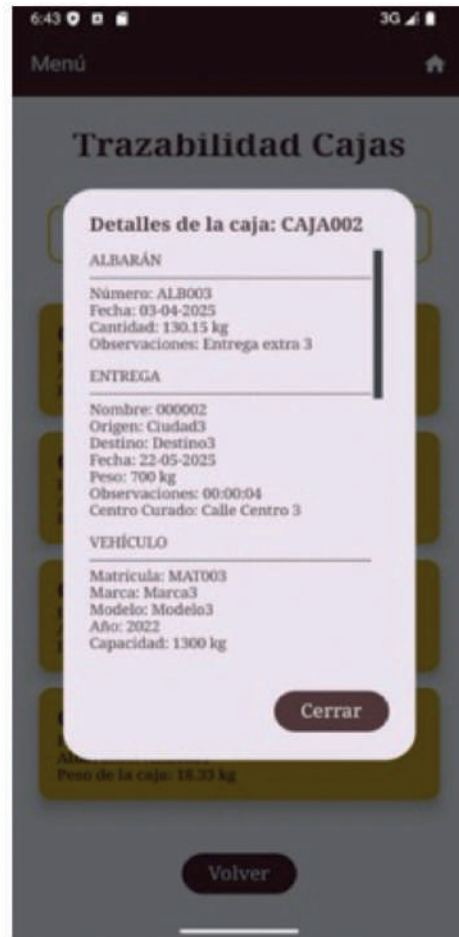 6:43
3G
Menú
Trazabilidad Cajas
Detalles de la caja: CAJA002
ALBARÁN
Número: ALB003
Fecha: 03-04-2025
Cantidad: 130.15 kg
Observaciones: Entrega extra 3
ENTREGA
Nombre: 000002
Origen: Ciudad3
Destino: Destino3
Fecha: 22-05-2025
Peso: 700 kg
Observaciones: 00:00:04
Centro Curado: Calle Centro 3
VEHÍCULO
Matrícula: MAT003
Marca: Marca3
Modelo: Modelo3
Año: 2022
Capacidad: 1300 kg
Cerrar
Peso de la caja: 18.33 kg
Volver